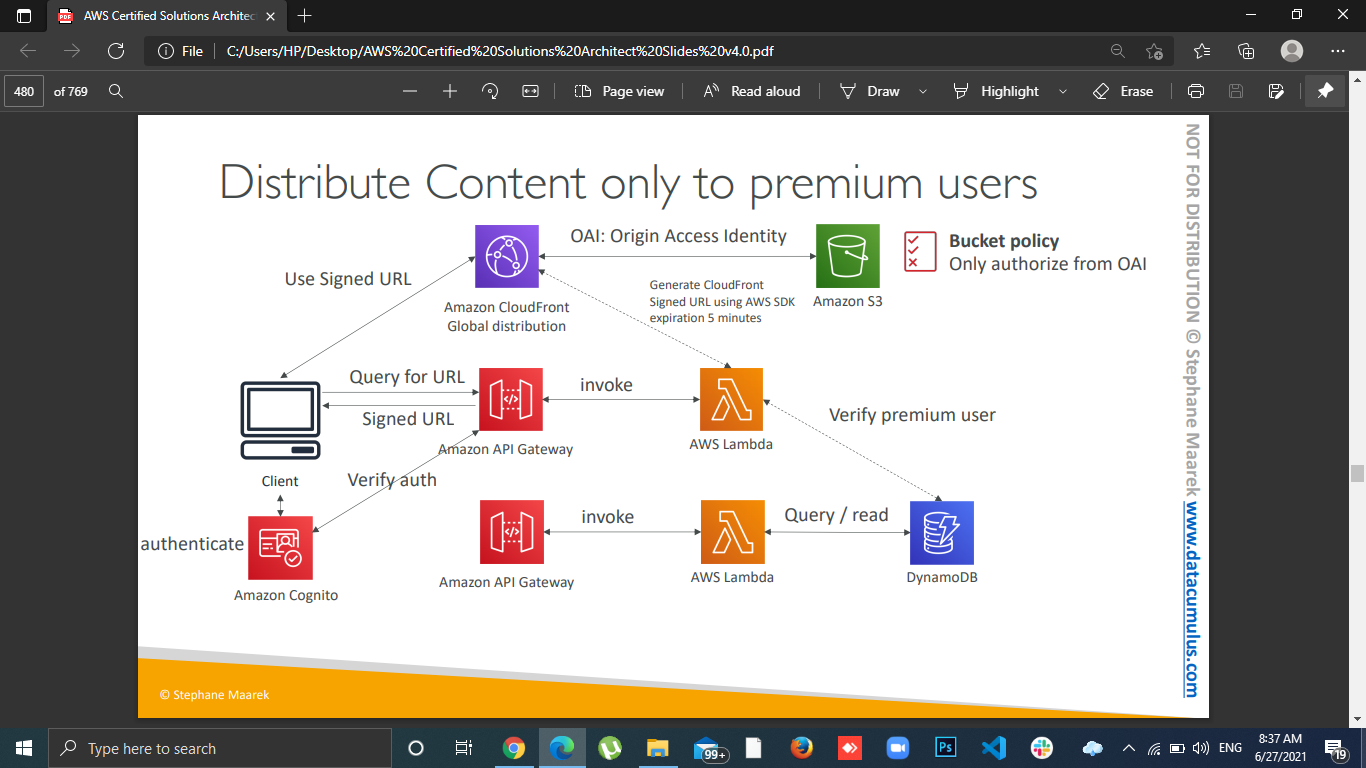 AWS Certified Solutions Architec
File
C:/Users/HP/Desktop/AWS%20Certified%20Solutions%20Architect%20Slides%20v4.0.pdf
480 of 769
Page view
Read aloud
Draw
Highlight
Erase
Distribute Content only to premium users
OAI: Origin Access Identity
Bucket policy
Only authorize from OAI
Use Signed URL
Amazon CloudFront
Global distribution
Generate CloudFront
Signed URL using AWS SDK
expiration 5 minutes
Amazon S3
Query for URL
Signed URL
invoke
Verify premium user
Amazon API Gateway
AWS Lambda
Client
Verify auth
authenticate
Amazon Cognito
invoke
Query / read
Amazon API Gateway
AWS Lambda
DynamoDB
© Stephane Maarek
NOT FOR DISTRIBUTION © Stephane Maarek www.datacumulus.com
Type here to search
99+
Ps
ENG
8:37 AM
6/27/2021
19